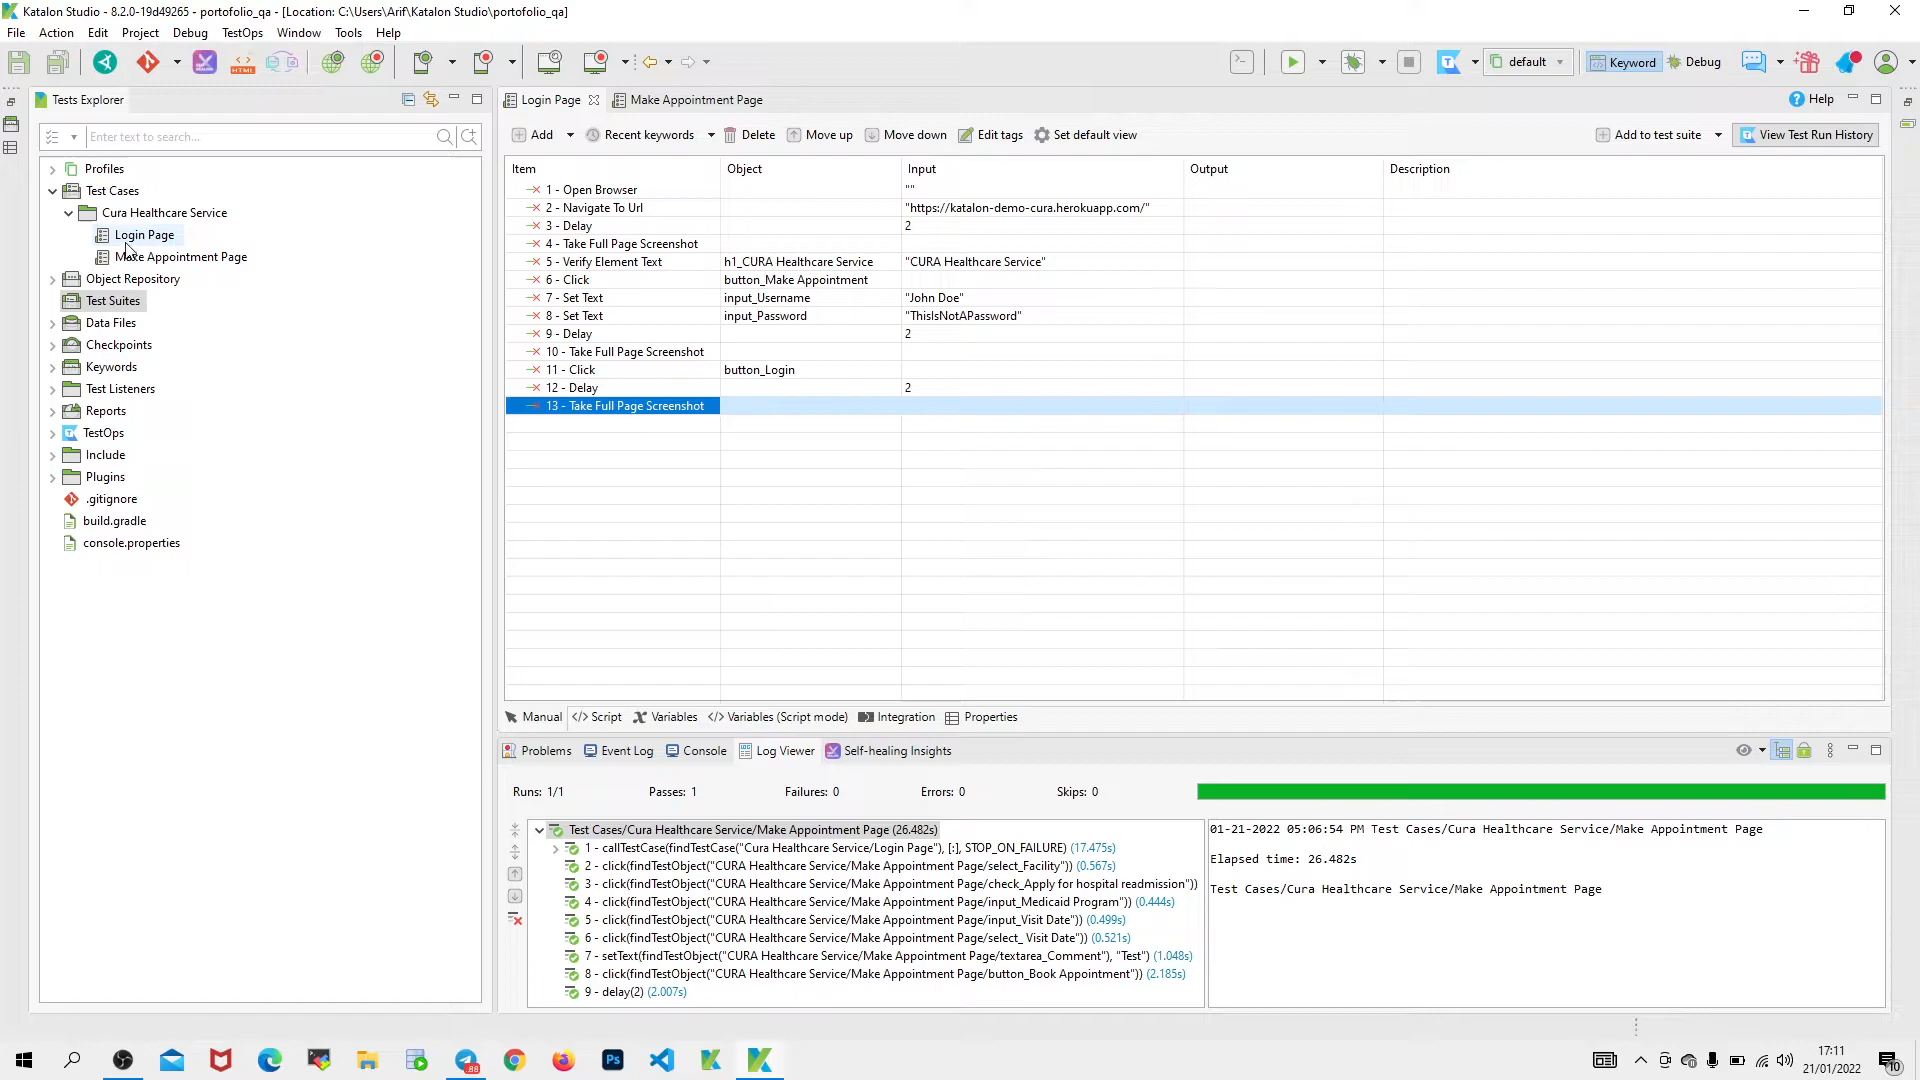 Katalon Studio - 8.2.0-19d49265 - portofolio_qa - [Location: C:\Users\Arif\Katalon Studio\portofolio_qa]
File Action Edit Project Debug TestOps Window Tools Help
default Keyword Debug
Tests Explorer
Enter text to search...
Profiles
Test Cases
Cura Healthcare Service
Login Page
Make Appointment Page
Object Repository
Test Suites
Data Files
Checkpoints
Keywords
Test Listeners
Reports
TestOps
Include
Plugins
.gitignore
build.gradle
console.properties
Login Page Make Appointment Page Help
Add Recent keywords Delete Move up Move down Edit tags Set default view Add to test suite View Test Run History
Item Object Input Output Description
1 - Open Browser ""
2 - Navigate To Url "https://katalon-demo-cura.herokuapp.com/"
3 - Delay 2
4 - Take Full Page Screenshot
5 - Verify Element Text h1_CURA Healthcare Service "CURA Healthcare Service"
6 - Click button_Make Appointment
7 - Set Text input_Username "John Doe"
8 - Set Text input_Password "ThisIsNotAPassword"
9 - Delay 2
10 - Take Full Page Screenshot
11 - Click button_Login
12 - Delay 2
13 - Take Full Page Screenshot
Manual </> Script Variables </> Variables (Script mode) Integration Properties
Problems Event Log Console Log Viewer Self-healing Insights
Runs: 1/1 Passes: 1 Failures: 0 Errors: 0 Skips: 0
Test Cases/Cura Healthcare Service/Make Appointment Page (26.482s)
1 - callTestCase(findTestCase("Cura Healthcare Service/Login Page"), [:], STOP_ON_FAILURE) (17.475s)
2 - click(findTestObject("CURA Healthcare Service/Make Appointment Page/select_Facility")) (0.567s)
3 - click(findTestObject("CURA Healthcare Service/Make Appointment Page/check_Apply for hospital readmission"))
4 - click(findTestObject("CURA Healthcare Service/Make Appointment Page/input_Medicaid Program")) (0.444s)
5 - click(findTestObject("CURA Healthcare Service/Make Appointment Page/input_Visit Date")) (0.499s)
6 - click(findTestObject("CURA Healthcare Service/Make Appointment Page/select_ Visit Date")) (0.521s)
7 - setText(findTestObject("CURA Healthcare Service/Make Appointment Page/textarea_Comment"), "Test") (1.048s)
8 - click(findTestObject("CURA Healthcare Service/Make Appointment Page/button_Book Appointment")) (2.185s)
9 - delay(2) (2.007s)
01-21-2022 05:06:54 PM Test Cases/Cura Healthcare Service/Make Appointment Page
Elapsed time: 26.482s
Test Cases/Cura Healthcare Service/Make Appointment Page
17:11
21/01/2022